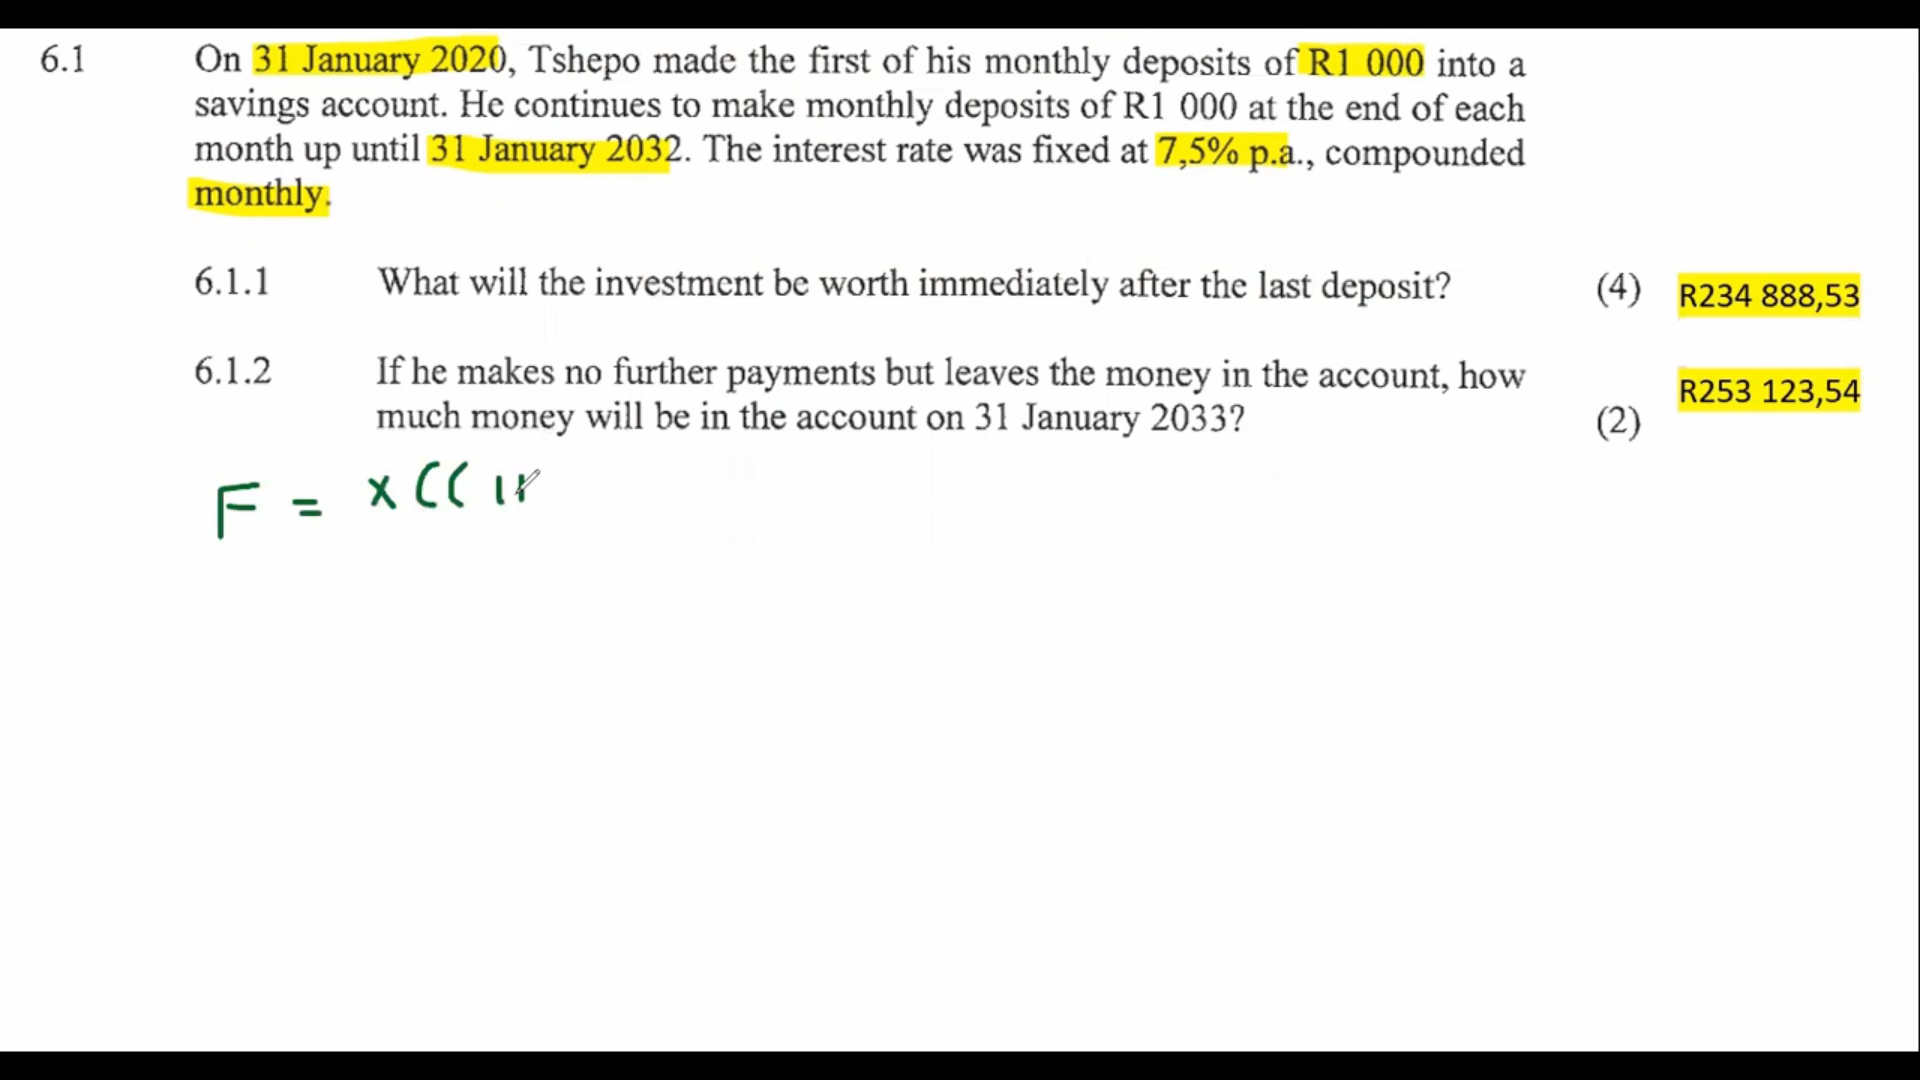 6.1 On 31 January 2020, Tshepo made the first of his monthly deposits of R1 000 into a
savings account. He continues to make monthly deposits of R1 000 at the end of each
month up until 31 January 2032. The interest rate was fixed at 7,5% p.a., compounded
monthly.
6.1.1 What will the investment be worth immediately after the last deposit? (4) R234 888,53
6.1.2 If he makes no further payments but leaves the money in the account, how
much money will be in the account on 31 January 2033? (2) R253 123,54
F = x((1+